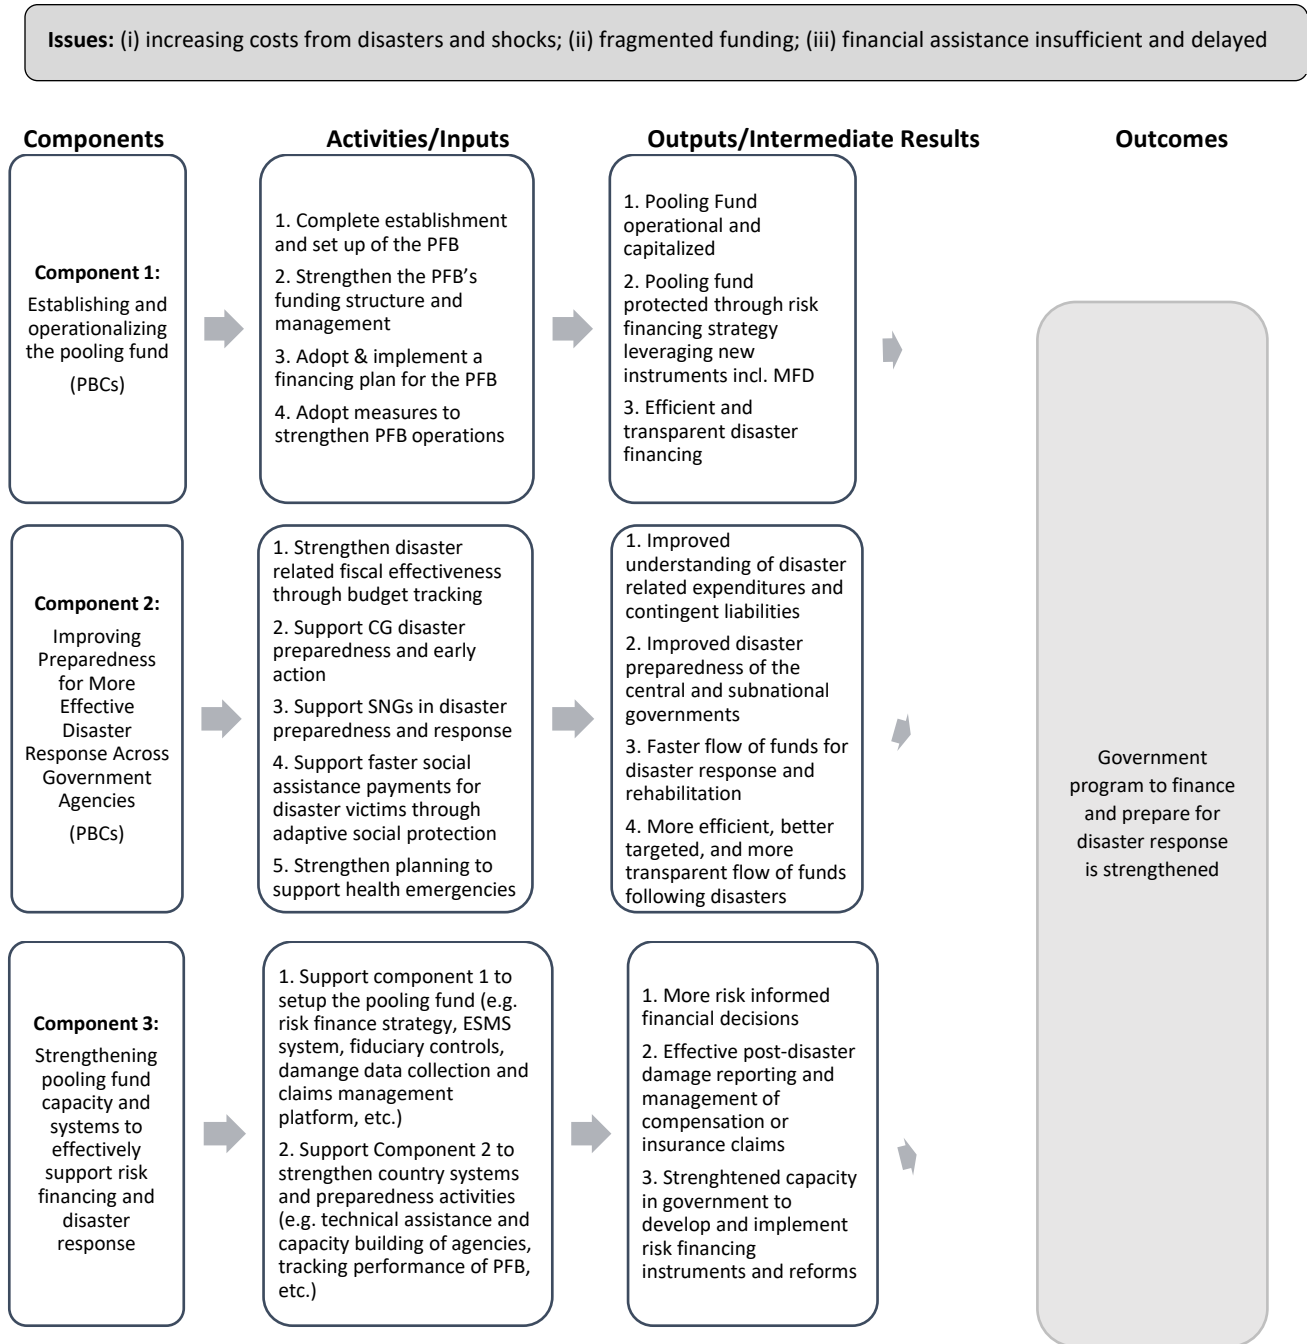 Issues: (i) increasing costs from disasters and shocks; (ii) fragmented funding; (iii) financial assistance insufficient and delayed
Components
Activities/Inputs
Outputs/Intermediate Results
Outcomes
Component 1:
Establishing and
operationalizing
the pooling fund
(PBCs)
1. Complete establishment
and set up of the PFB
2. Strengthen the PFB’s
funding structure and
management
3. Adopt & implement a
financing plan for the PFB
4. Adopt measures to
strengthen PFB operations
1. Pooling Fund
operational and
capitalized
2. Pooling fund
protected through risk
financing strategy
leveraging new
instruments incl. MFD
3. Efficient and
transparent disaster
financing
Component 2:
Improving
Preparedness
for More
Effective
Disaster
Response Across
Government
Agencies
(PBCs)
1. Strengthen disaster
related fiscal effectiveness
through budget tracking
2. Support CG disaster
preparedness and early
action
3. Support SNGs in disaster
preparedness and response
4. Support faster social
assistance payments for
disaster victims through
adaptive social protection
5. Strengthen planning to
support health emergencies
1. Improved
understanding of disaster
related expenditures and
contingent liabilities
2. Improved disaster
preparedness of the
central and subnational
governments
3. Faster flow of funds for
disaster response and
rehabilitation
4. More efficient, better
targeted, and more
transparent flow of funds
following disasters
Government
program to finance
and prepare for
disaster response
is strengthened
Component 3:
Strengthening
pooling fund
capacity and
systems to
effectively
support risk
financing and
disaster
response
1. Support component 1 to
setup the pooling fund (e.g.
risk finance strategy, ESMS
system, fiduciary controls,
damange data collection and
claims management
platform, etc.)
2. Support Component 2 to
strengthen country systems
and preparedness activities
(e.g. technical assistance and
capacity building of agencies,
tracking performance of PFB,
etc.)
1. More risk informed
financial decisions
2. Effective post-disaster
damage reporting and
management of
compensation or
insurance claims
3. Strenghtened capacity
in government to
develop and implement
risk financing
instruments and reforms